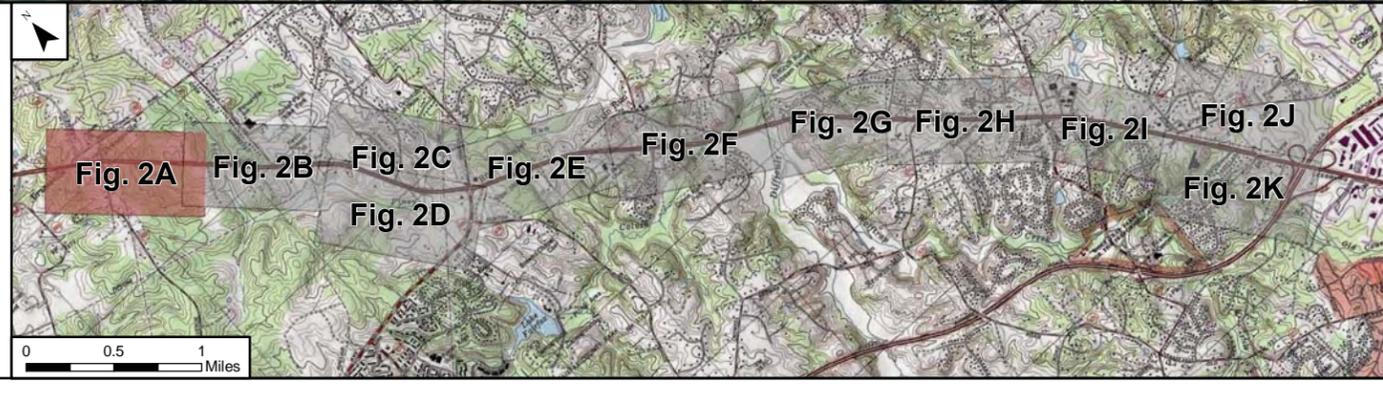 N
Fig. 2A
Fig. 2B
Fig. 2C
Fig. 2D
Fig. 2E
Fig. 2F
Fig. 2G
Fig. 2H
Fig. 2I
Fig. 2J
Fig. 2K
0 0.5 1
Miles